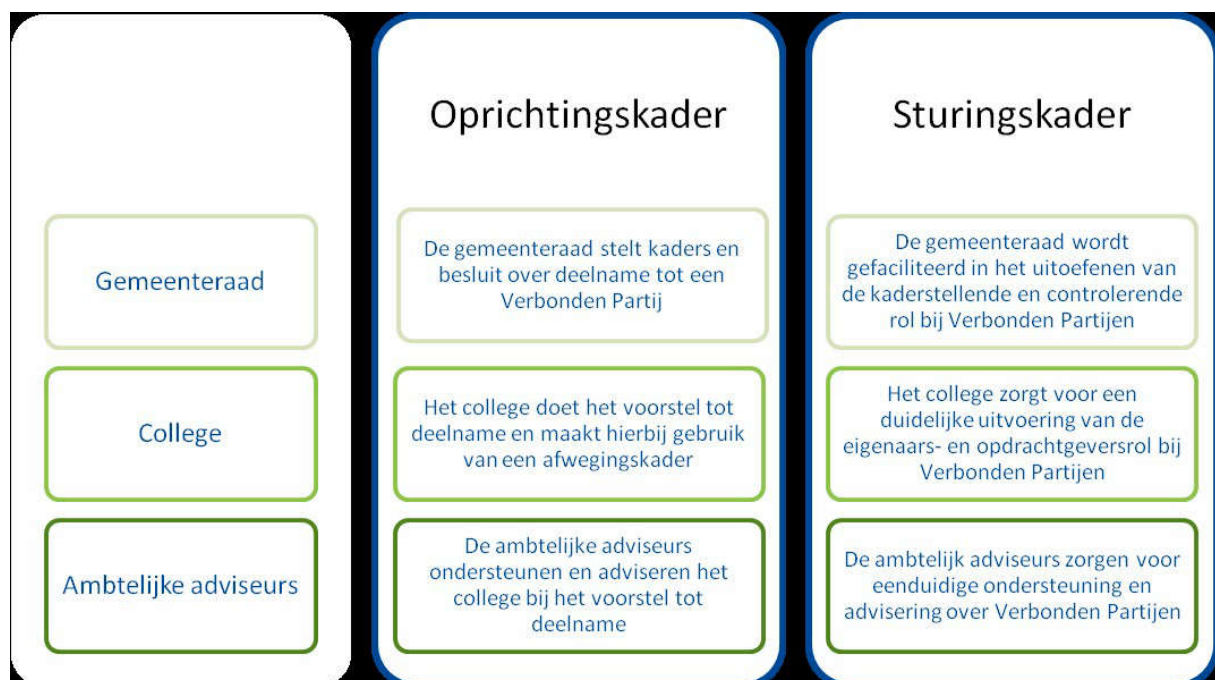 Oprichtingskader
Sturingskader
Gemeenteraad
De gemeenteraad stelt kaders en
besluit over deelname tot een
Verbonden Partij
De gemeenteraad wordt
gefaciliteerd in het uitoefenen van
de kaderstellende en controlerende
rol bij Verbonden Partijen
College
Het college doet het voorstel tot
deelname en maakt hierbij gebruik
van een afwegingskader
Het college zorgt voor een
duidelijke uitvoering van de
eigenaars- en opdrachtgeversrol bij
Verbonden Partijen
Ambtelijke adviseurs
De ambtelijke adviseurs
ondersteunen en adviseren het
college bij het voorstel tot
deelname
De ambtelijk adviseurs zorgen voor
eenduidige ondersteuning en
advisering over Verbonden Partijen